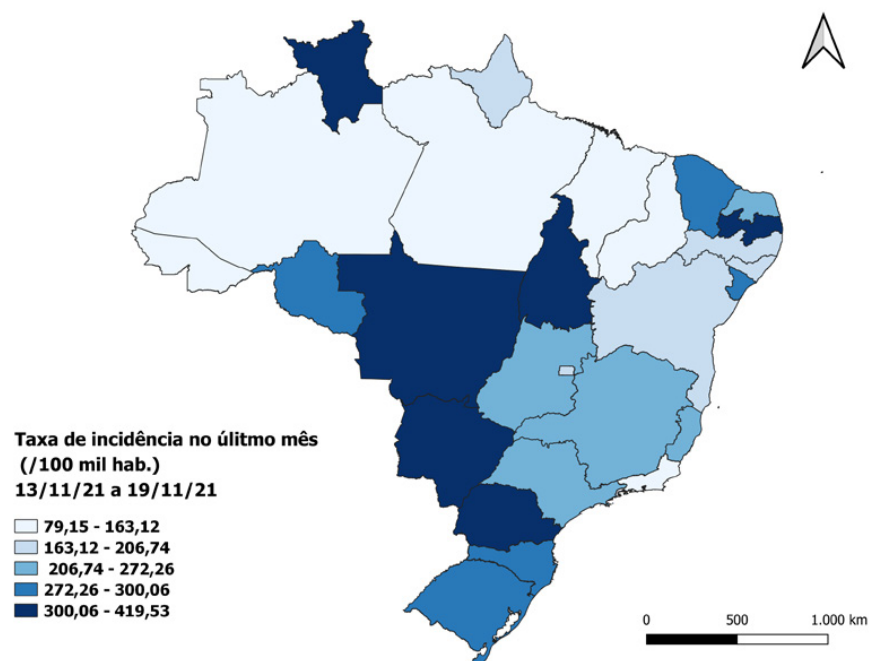 Taxa de incidência no úlitmo mês
(/100 mil hab.)
13/11/21 a 19/11/21
79,15 - 163,12
163,12 - 206,74
206,74 - 272,26
272,26 - 300,06
300,06 - 419,53
0 500 1.000 km